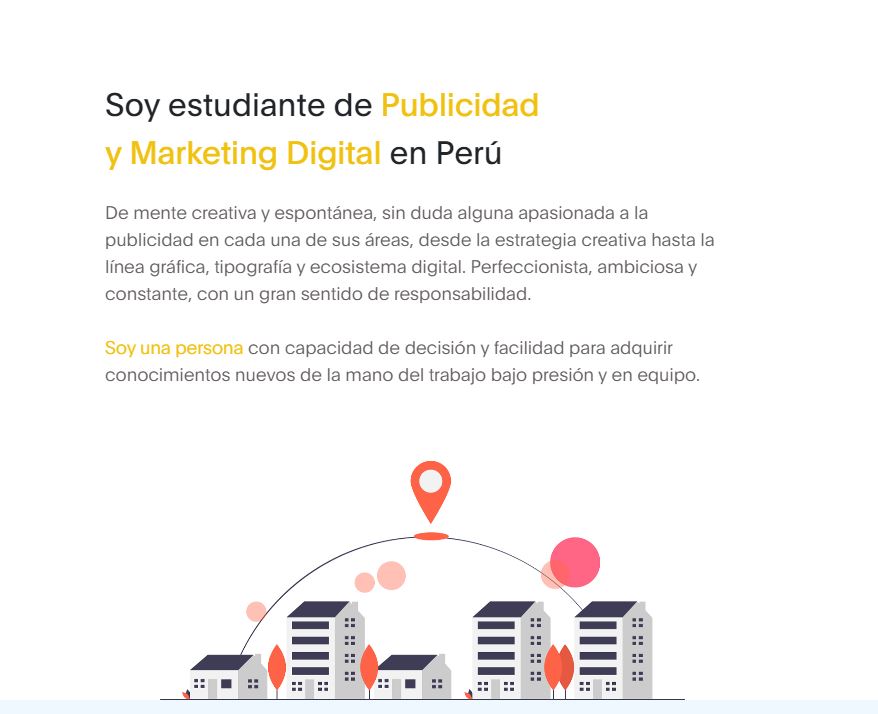 Soy estudiante de Publicidad
y Marketing Digital en Perú
De mente creativa y espontánea, sin duda alguna apasionada a la
publicidad en cada una de sus áreas, desde la estrategia creativa hasta la
línea gráfica, tipografía y ecosistema digital. Perfeccionista, ambiciosa y
constante, con un gran sentido de responsabilidad.
Soy una persona con capacidad de decisión y facilidad para adquirir
conocimientos nuevos de la mano del trabajo bajo presión y en equipo.